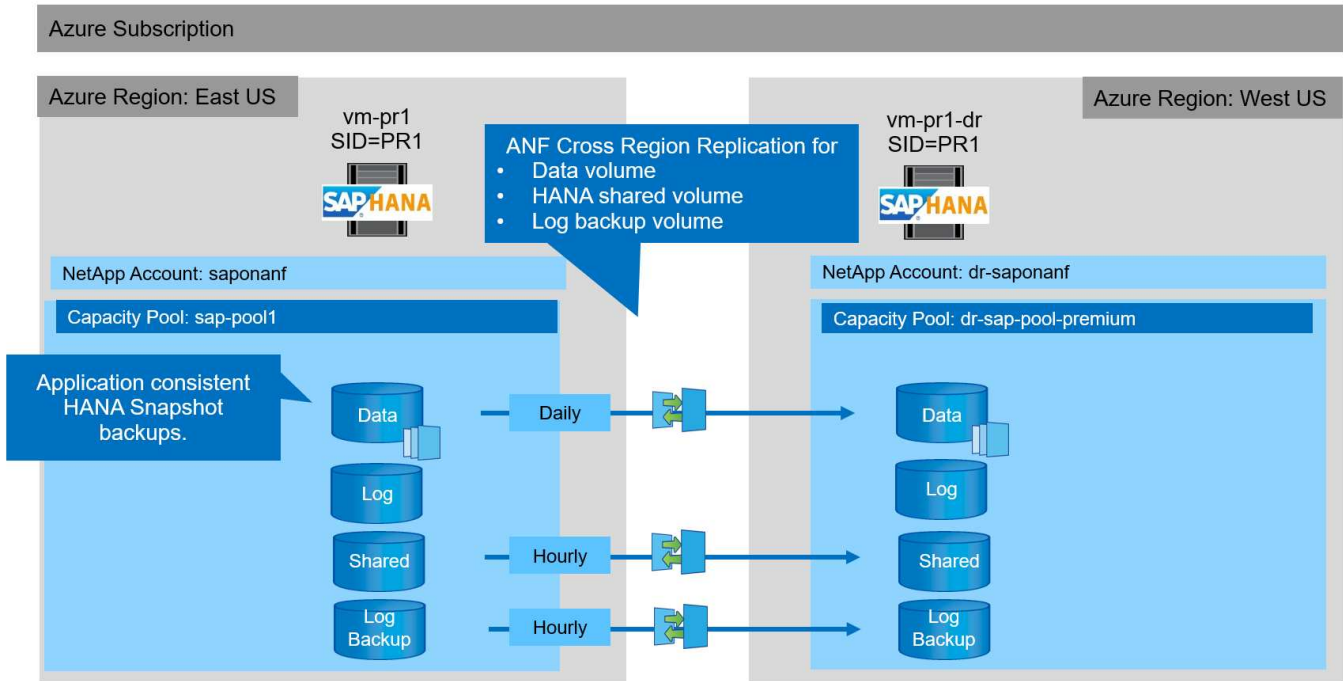 Azure Subscription
Azure Region: East US
Azure Region: West US
vm-pr1
SID=PR1
SAP HANA
ANF Cross Region Replication for
• Data volume
• HANA shared volume
• Log backup volume
vm-pr1-dr
SID=PR1
SAP HANA
NetApp Account: saponanf
NetApp Account: dr-saponanf
Capacity Pool: sap-pool1
Capacity Pool: dr-sap-pool-premium
Application consistent
HANA Snapshot
backups.
Data
Daily
Data
Log
Log
Shared
Hourly
Shared
Log
Backup
Hourly
Log
Backup